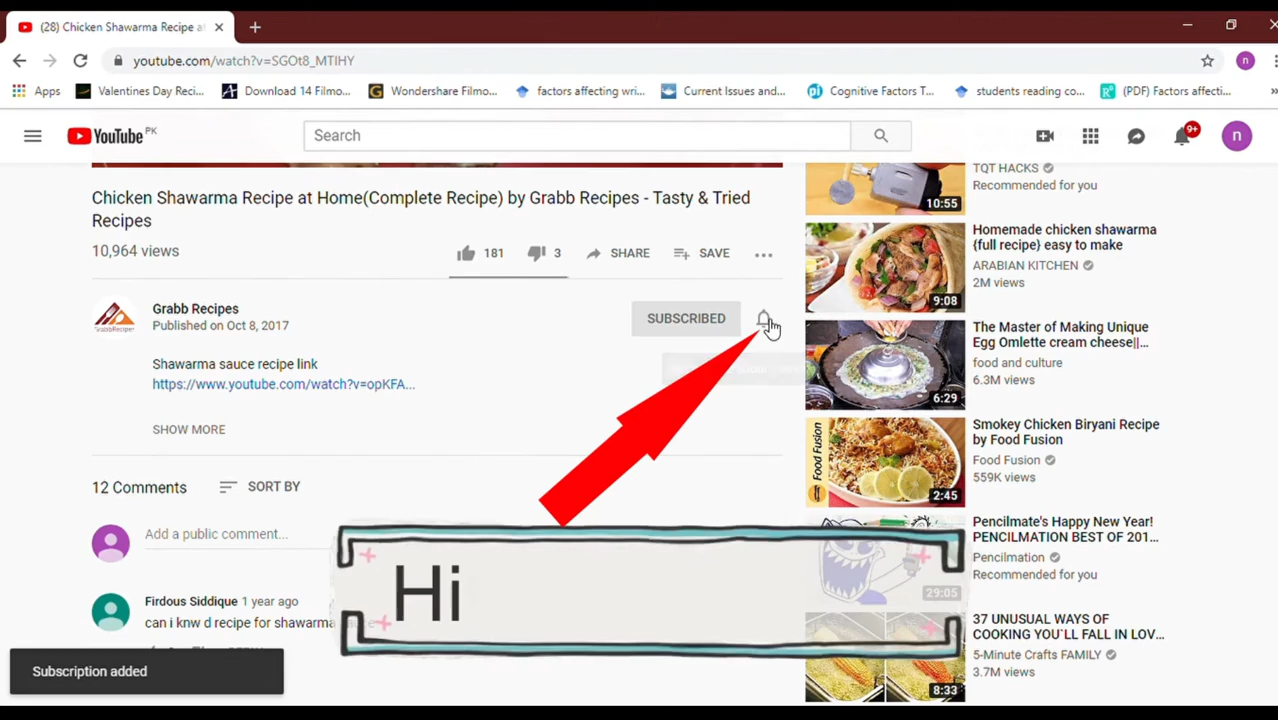 (28) Chicken Shawarma Recipe at
youtube.com/watch?v=SGOt8_MTIHY
n
Apps
Valentines Day Reci...
Download 14 Filmo...
Wondershare Filmo...
factors affecting wri...
Current Issues and...
Cognitive Factors T...
students reading co...
(PDF) Factors affecti...
YouTube PK
Search
9+
n
Chicken Shawarma Recipe at Home(Complete Recipe) by Grabb Recipes - Tasty & Tried
Recipes
10,964 views
181
3
SHARE
SAVE
Grabb Recipes
Published on Oct 8, 2017
SUBSCRIBED
Shawarma sauce recipe link
https://www.youtube.com/watch?v=opKFA...
SHOW MORE
12 Comments
SORT BY
Add a public comment...
Firdous Siddique 1 year ago
can i knw d recipe for shawarma
Hi
Subscription added
TQT HACKS
Recommended for you
10:55
Homemade chicken shawarma
{full recipe} easy to make
ARABIAN KITCHEN
2M views
9:08
The Master of Making Unique
Egg Omlette cream cheese||...
food and culture
6.3M views
6:29
Smokey Chicken Biryani Recipe
by Food Fusion
Food Fusion
559K views
Food Fusion
2:45
Pencilmate's Happy New Year!
PENCILMATION BEST OF 201...
Pencilmation
Recommended for you
29:05
37 UNUSUAL WAYS OF
COOKING YOU`LL FALL IN LOV...
5-Minute Crafts FAMILY
3.7M views
8:33